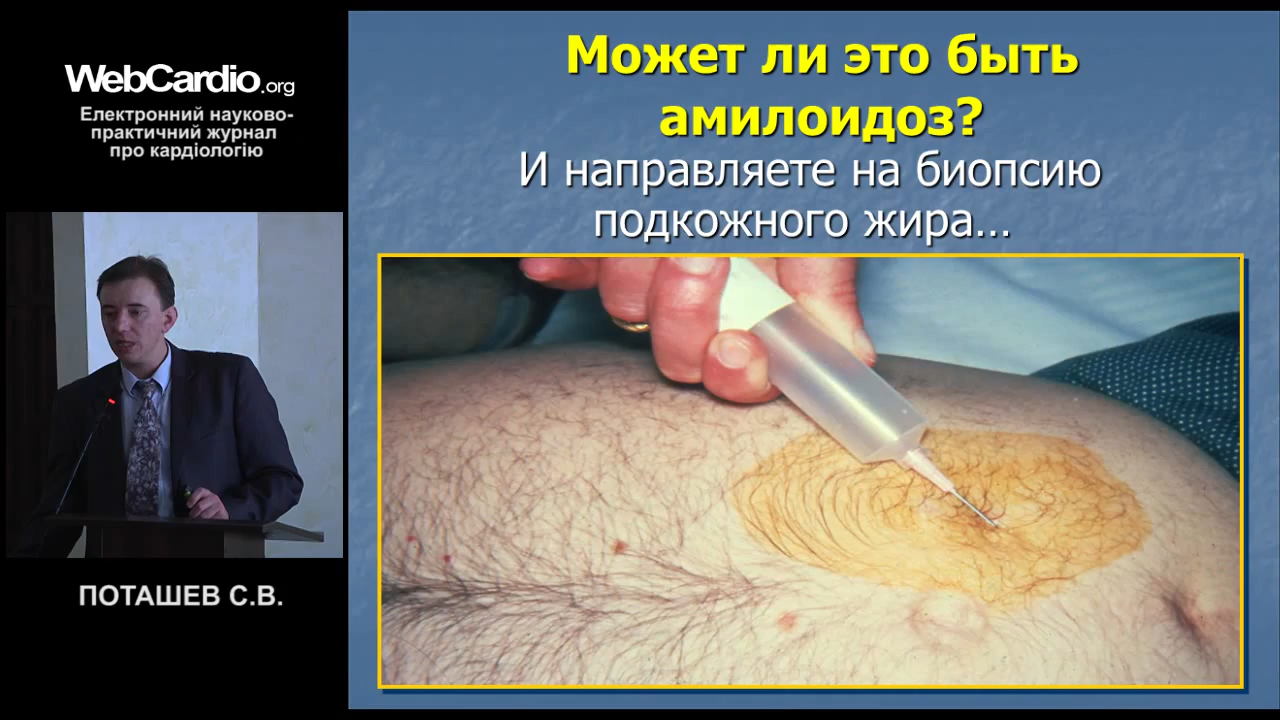 WebCardio.org
Електронний науково-
практичний журнал
про кардіологію
ПОТАШЕВ С.В.
Может ли это быть
амилоидоз?
И направляете на биопсию
подкожного жира...